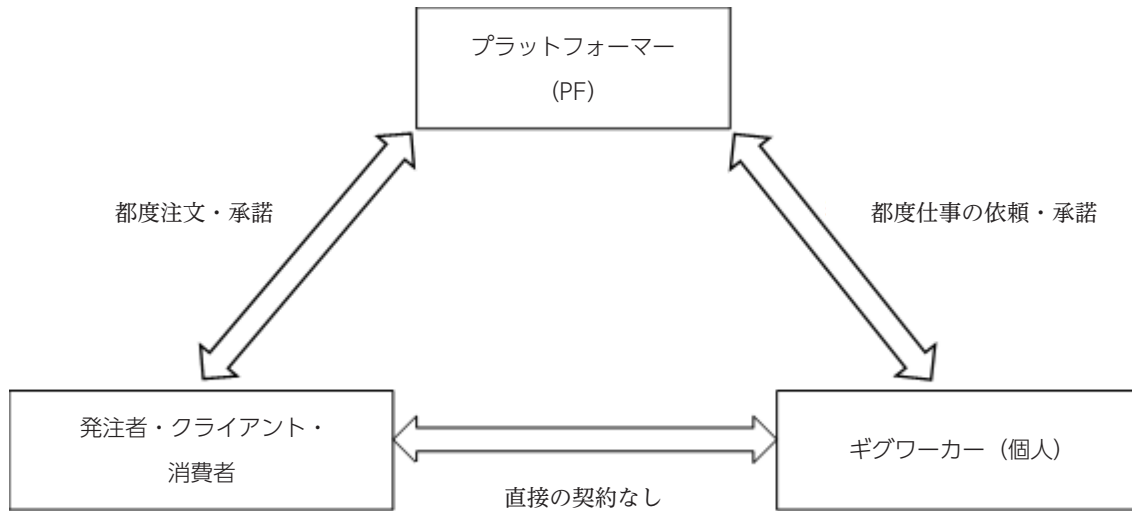 プラットフォーマー
（PF）
都度注文・承諾
都度仕事の依頼・承諾
発注者・クライアント・
消費者
ギグワーカー（個人）
直接の契約なし